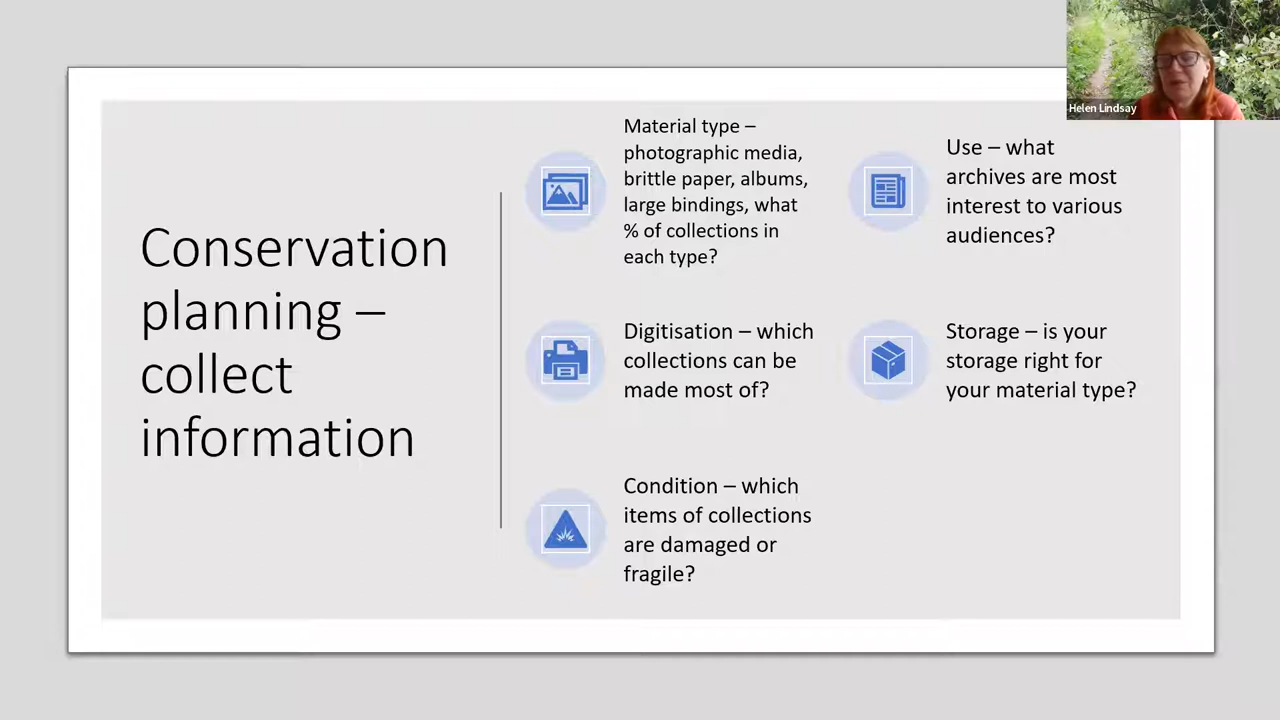 Helen Lindsay
Conservation
planning –
collect
information
Material type –
photographic media,
brittle paper, albums,
large bindings, what
% of collections in
each type?
Use – what
archives are most
interest to various
audiences?
Digitisation – which
collections can be
made most of?
Storage – is your
storage right for
your material type?
Condition – which
items of collections
are damaged or
fragile?